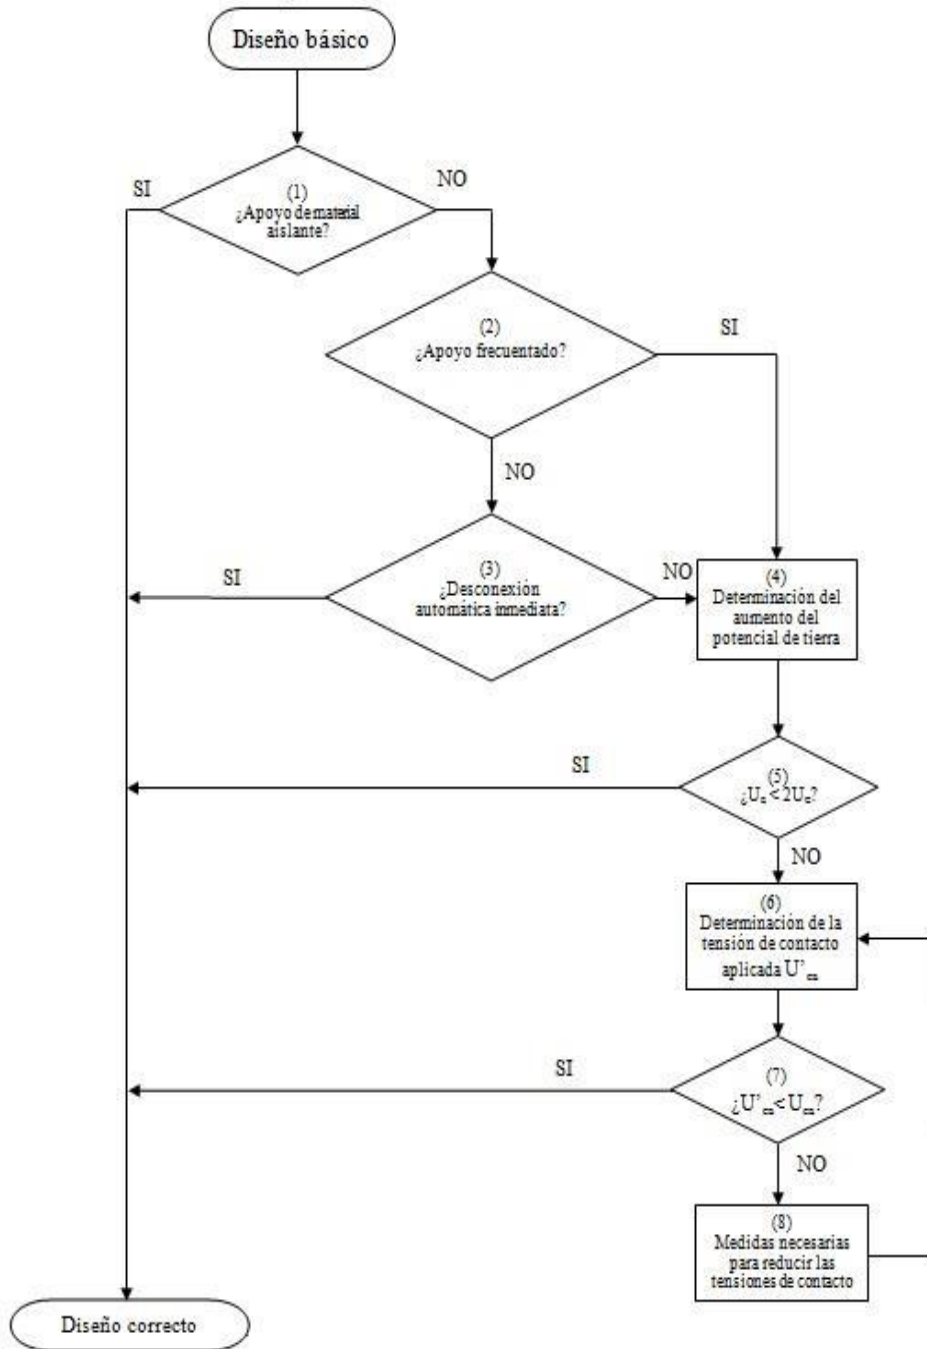 Diseño básico
SI
NO
(1)
¿Apoyo de material
aislante?
(2)
¿Apoyo frecuentado?
SI
NO
(3)
¿Desconexión
automática inmediata?
SI
NO
(4)
Determinación del
aumento del
potencial de tierra
SI
(5)
¿U < 2U?
NO
(6)
Determinación de la
tensión de contacto
aplicada U'ca
SI
(7)
¿U'ca < Uca?
NO
(8)
Medidas necesarias
para reducir las
tensiones de contacto
Diseño correcto